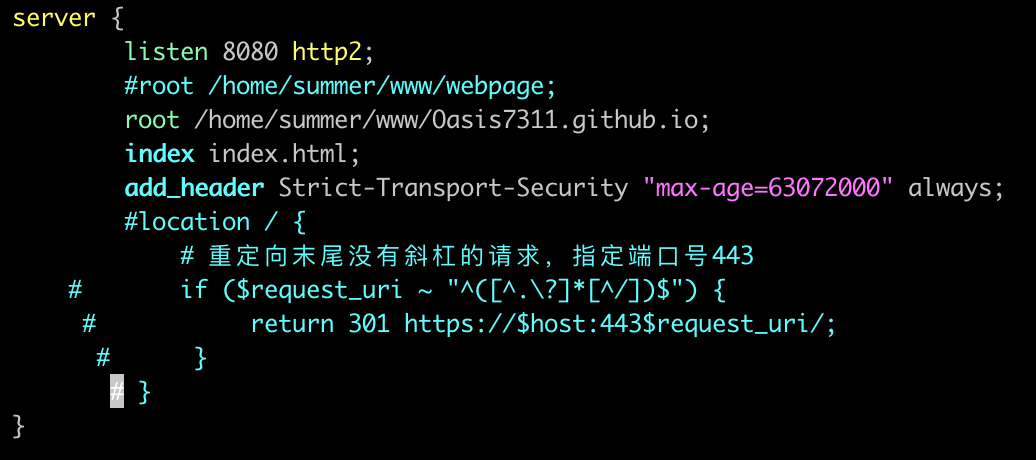 server {
listen 8080 http2;
#root /home/summer/www/webpage;
root /home/summer/www/Oasis7311.github.io;
index index.html;
add_header Strict-Transport-Security "max-age=63072000" always;
#location / {
# 重定向末尾没有斜杠的请求，指定端口号443
# if ($request_uri ~ "^([^.\?]*[^/])$") {
# return 301 https://$host:443$request_uri/;
# }
# }
}